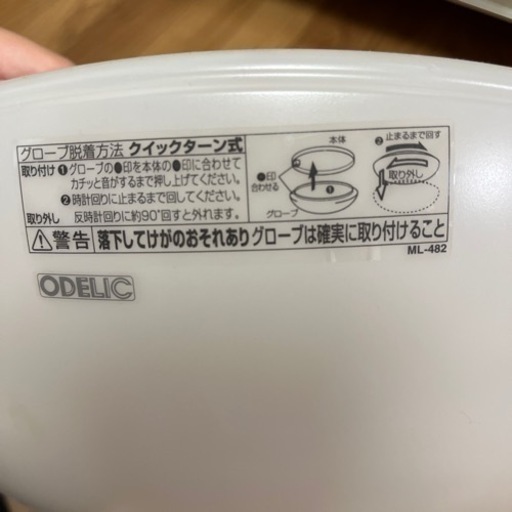 グローブ脱着方法 クイックターン式
取り付け ❶ グローブの●印を本体の●印に合わせて
カチッと音がするまで押し上げてください。
❷ 時計回りに止まるまで回してください。
取り外し 反時計回りに約90°回すと外れます。
本体
●印
合わせる
❶
グローブ
❷ 止まるまで回す
取り外し
警告 落下してけがのおそれあり グローブは確実に取り付けること
ML-482
ODELIC